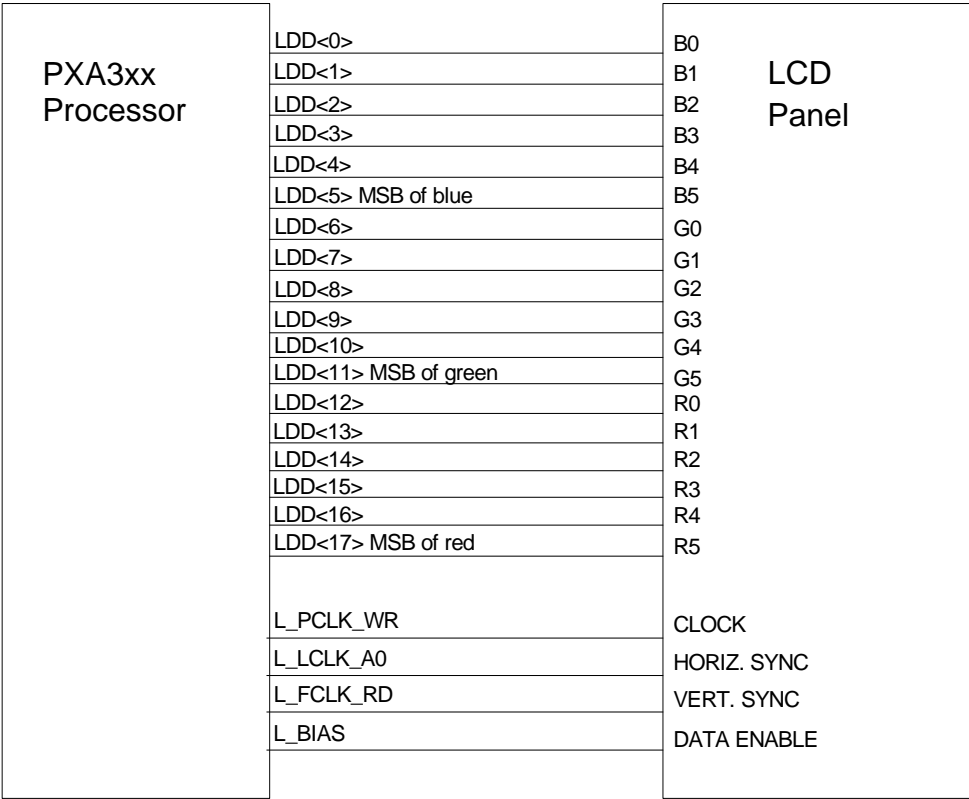 PXA3xx
Processor
LCD
Panel
LDD<0> B0
LDD<1> B1
LDD<2> B2
LDD<3> B3
LDD<4> B4
LDD<5> MSB of blue B5
LDD<6> G0
LDD<7> G1
LDD<8> G2
LDD<9> G3
LDD<10> G4
LDD<11> MSB of green G5
LDD<12> R0
LDD<13> R1
LDD<14> R2
LDD<15> R3
LDD<16> R4
LDD<17> MSB of red R5
L_PCLK_WR CLOCK
L_LCLK_A0 HORIZ. SYNC
L_FCLK_RD VERT. SYNC
L_BIAS DATA ENABLE